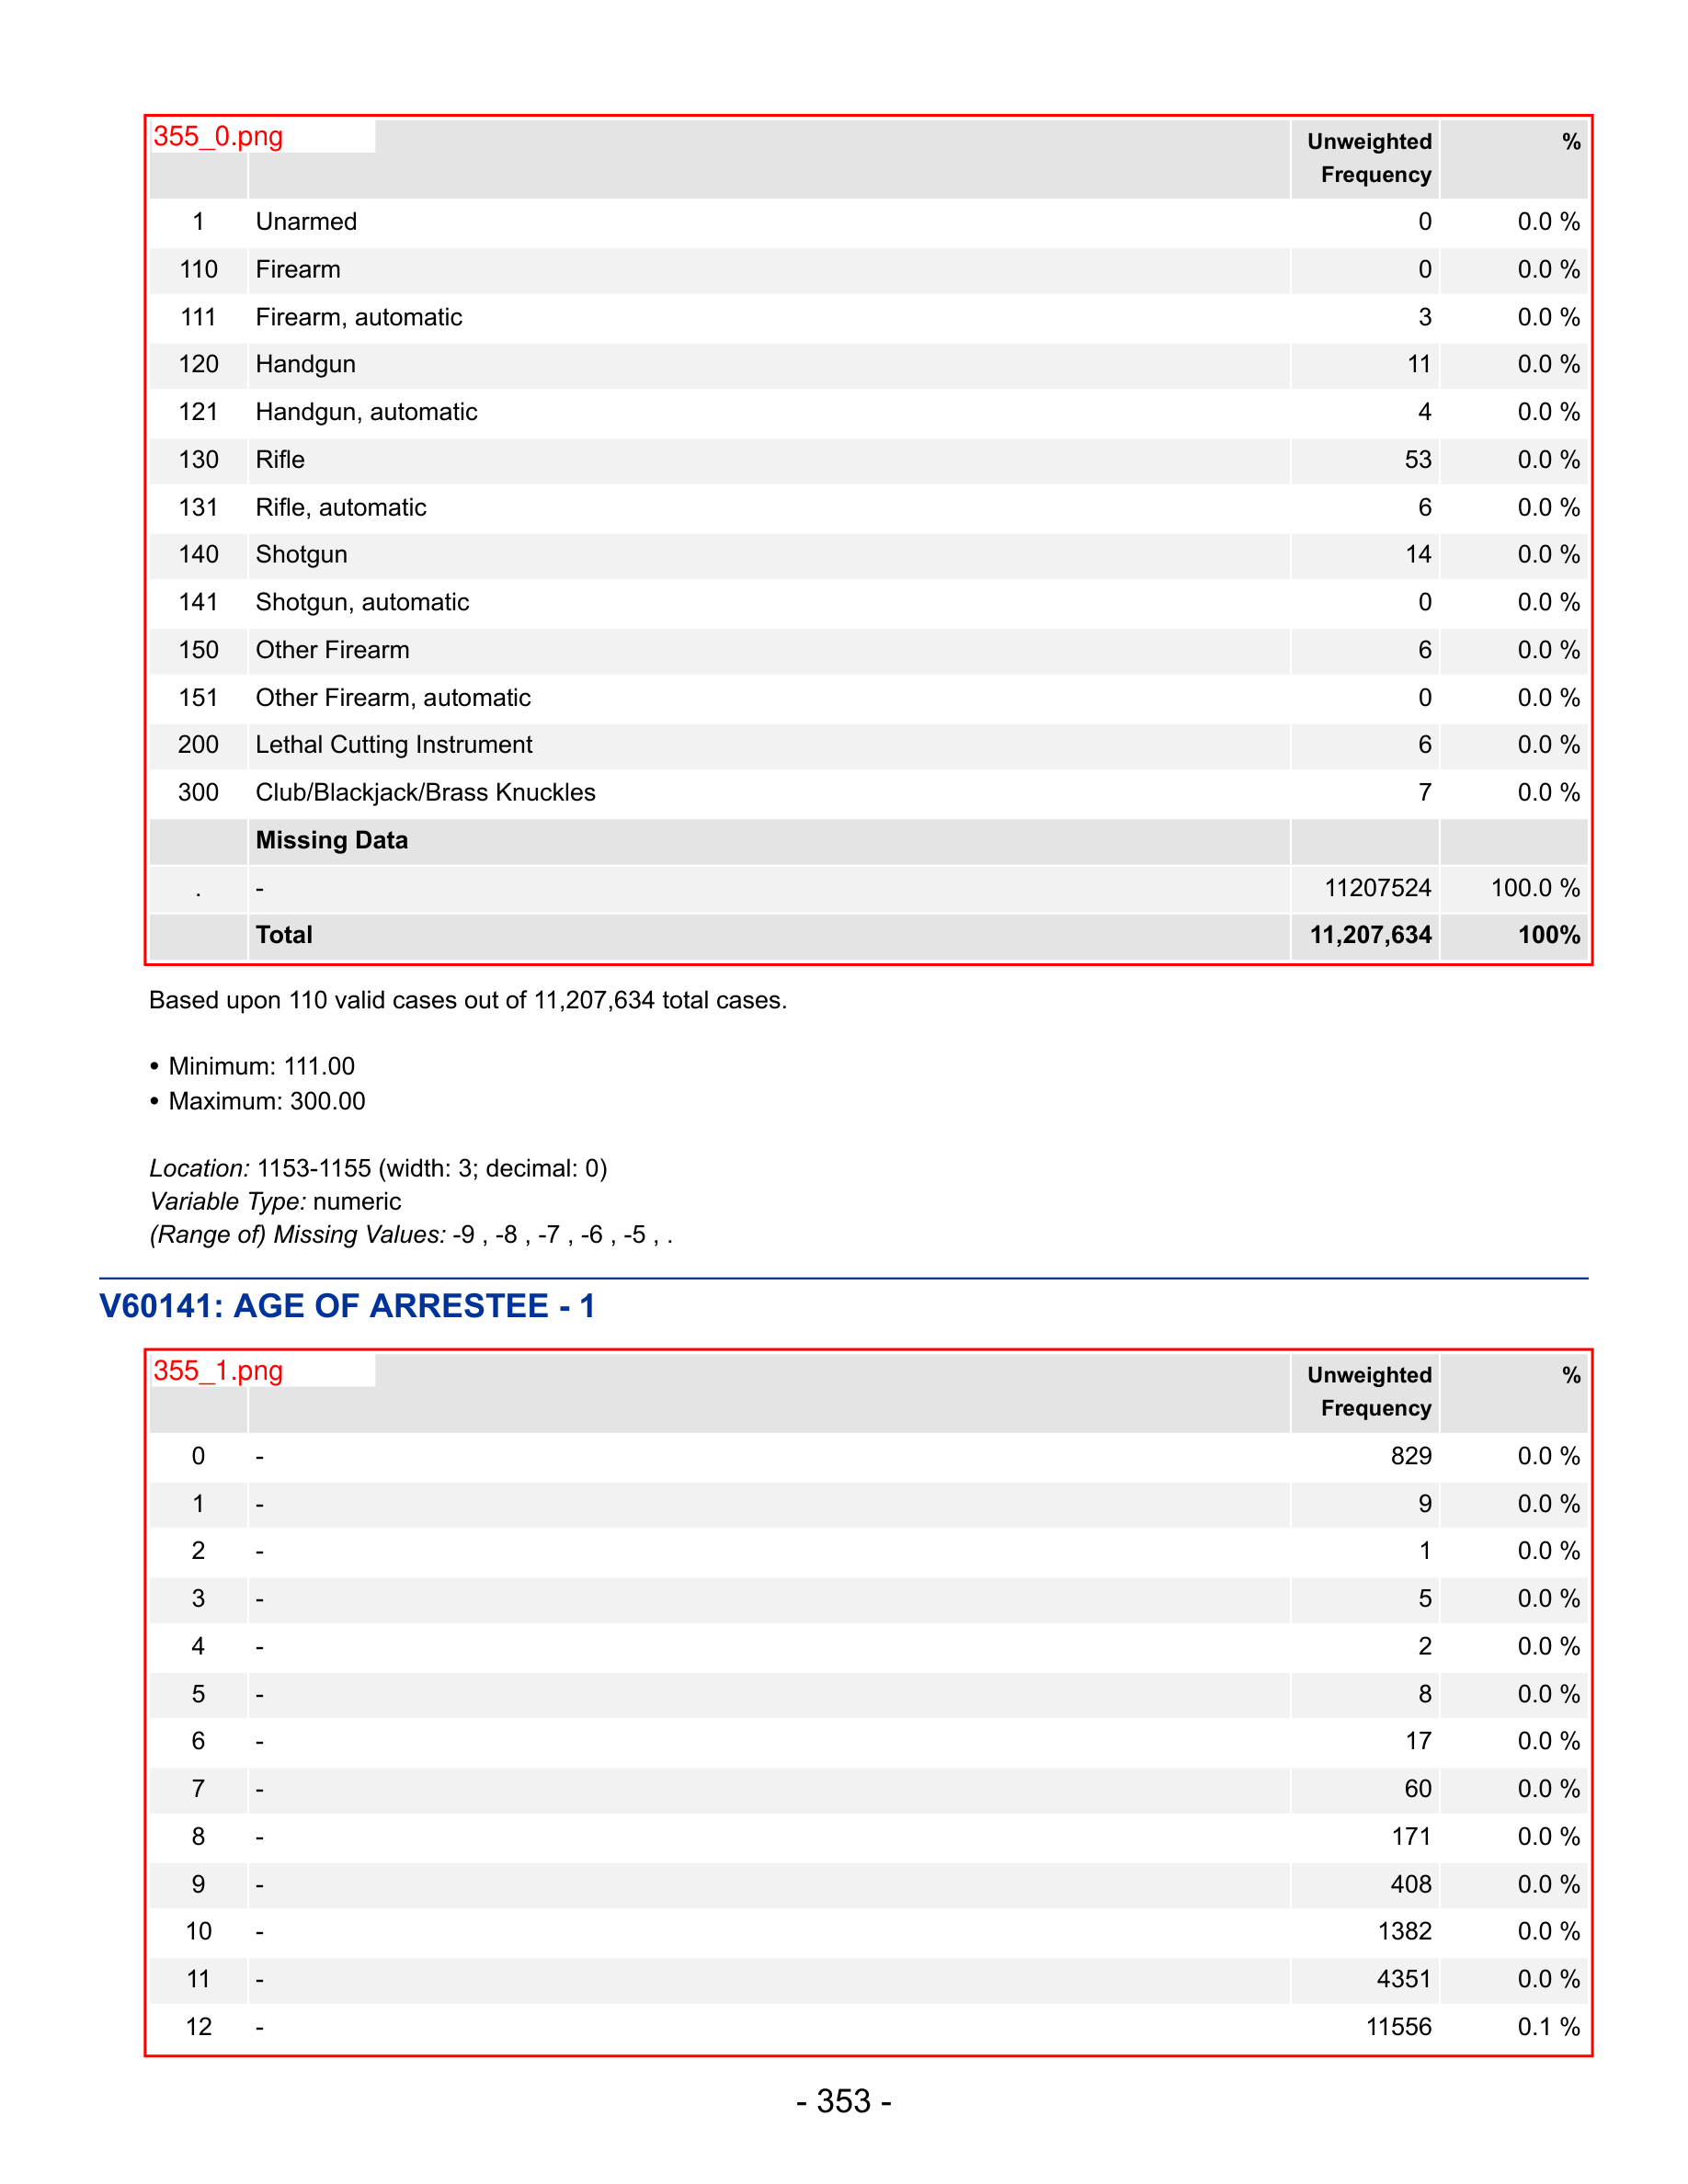 355_0.png
Unweighted Frequency %
1 Unarmed 0 0.0 %
110 Firearm 0 0.0 %
111 Firearm, automatic 3 0.0 %
120 Handgun 11 0.0 %
121 Handgun, automatic 4 0.0 %
130 Rifle 53 0.0 %
131 Rifle, automatic 6 0.0 %
140 Shotgun 14 0.0 %
141 Shotgun, automatic 0 0.0 %
150 Other Firearm 6 0.0 %
151 Other Firearm, automatic 0 0.0 %
200 Lethal Cutting Instrument 6 0.0 %
300 Club/Blackjack/Brass Knuckles 7 0.0 %
Missing Data
. - 11207524 100.0 %
Total 11,207,634 100%
Based upon 110 valid cases out of 11,207,634 total cases.
• Minimum: 111.00
• Maximum: 300.00
Location: 1153-1155 (width: 3; decimal: 0)
Variable Type: numeric
(Range of) Missing Values: -9 , -8 , -7 , -6 , -5 , .
V60141: AGE OF ARRESTEE - 1
355_1.png
Unweighted Frequency %
0 - 829 0.0 %
1 - 9 0.0 %
2 - 1 0.0 %
3 - 5 0.0 %
4 - 2 0.0 %
5 - 8 0.0 %
6 - 17 0.0 %
7 - 60 0.0 %
8 - 171 0.0 %
9 - 408 0.0 %
10 - 1382 0.0 %
11 - 4351 0.0 %
12 - 11556 0.1 %
- 353 -